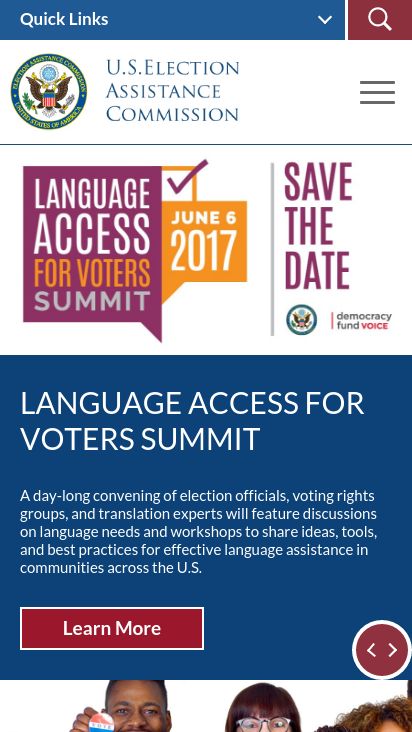 Quick Links
U.S.ELECTION
ASSISTANCE
COMMISSION
LANGUAGE
ACCESS
FOR VOTERS
SUMMIT
JUNE 6
2017
SAVE
THE
DATE
democracy
fund VOICE
LANGUAGE ACCESS FOR
VOTERS SUMMIT
A day-long convening of election officials, voting rights
groups, and translation experts will feature discussions
on language needs and workshops to share ideas, tools,
and best practices for effective language assistance in
communities across the U.S.
Learn More
VOTE